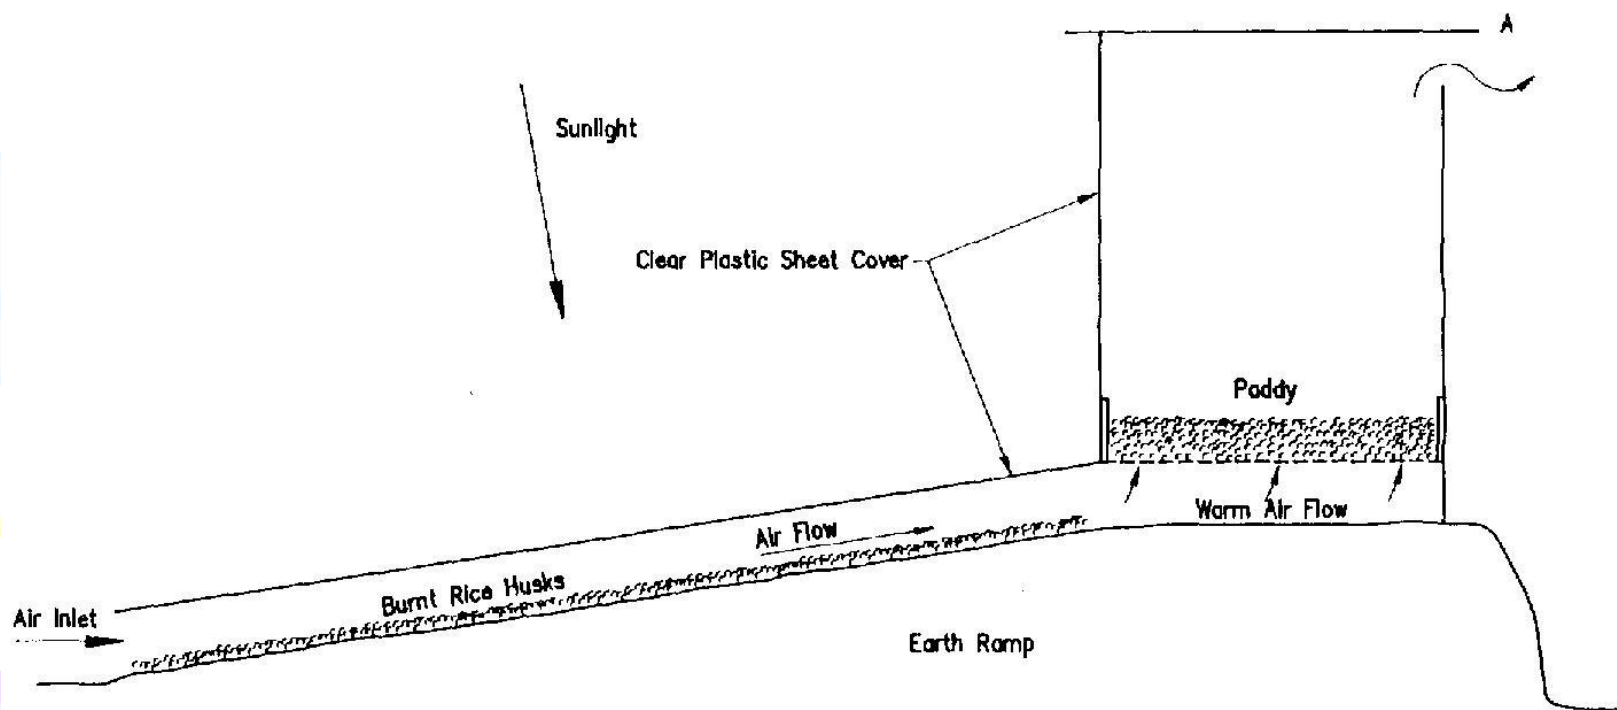 A
Sunlight
Clear Plastic Sheet Cover
Paddy
Warm Air Flow
Air Flow
Burnt Rice Husks
Air Inlet
Earth Ramp